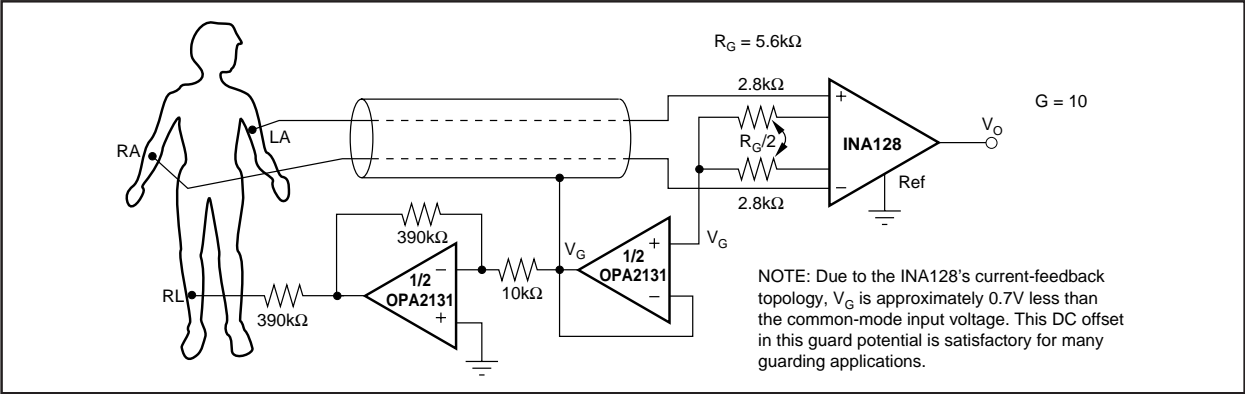 R_G = 5.6kΩ
2.8kΩ
G = 10
LA
RA
R_G/2
INA128
V_O
+
−
Ref
2.8kΩ
390kΩ
V_G
V_G
+
−
1/2
OPA2131
10kΩ
−
+
1/2
OPA2131
RL
390kΩ
NOTE: Due to the INA128's current-feedback
topology, V_G is approximately 0.7V less than
the common-mode input voltage. This DC offset
in this guard potential is satisfactory for many
guarding applications.